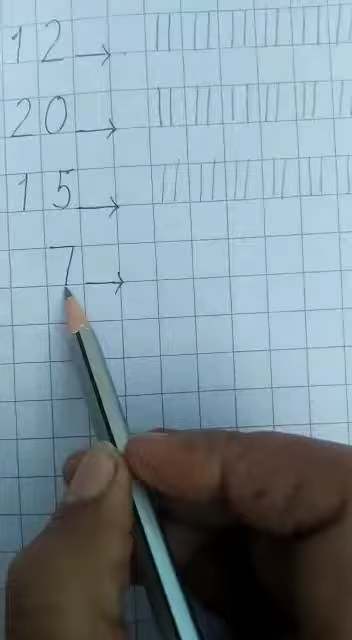 12 →
20 →
15 →
7 →